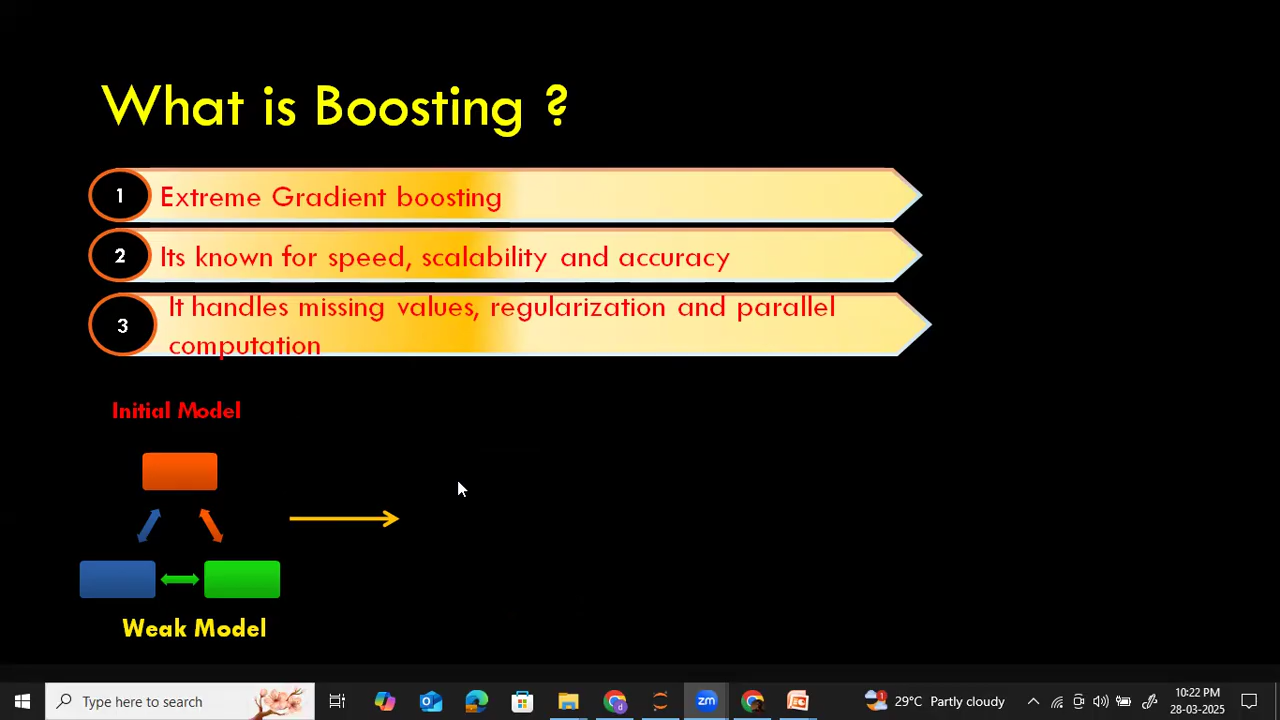 What is Boosting ?
1
Extreme Gradient boosting
2
Its known for speed, scalability and accuracy
3
It handles missing values, regularization and parallel
computation
Initial Model
Weak Model
Type here to search
zm
1
29°C Partly cloudy
10:22 PM
28-03-2025